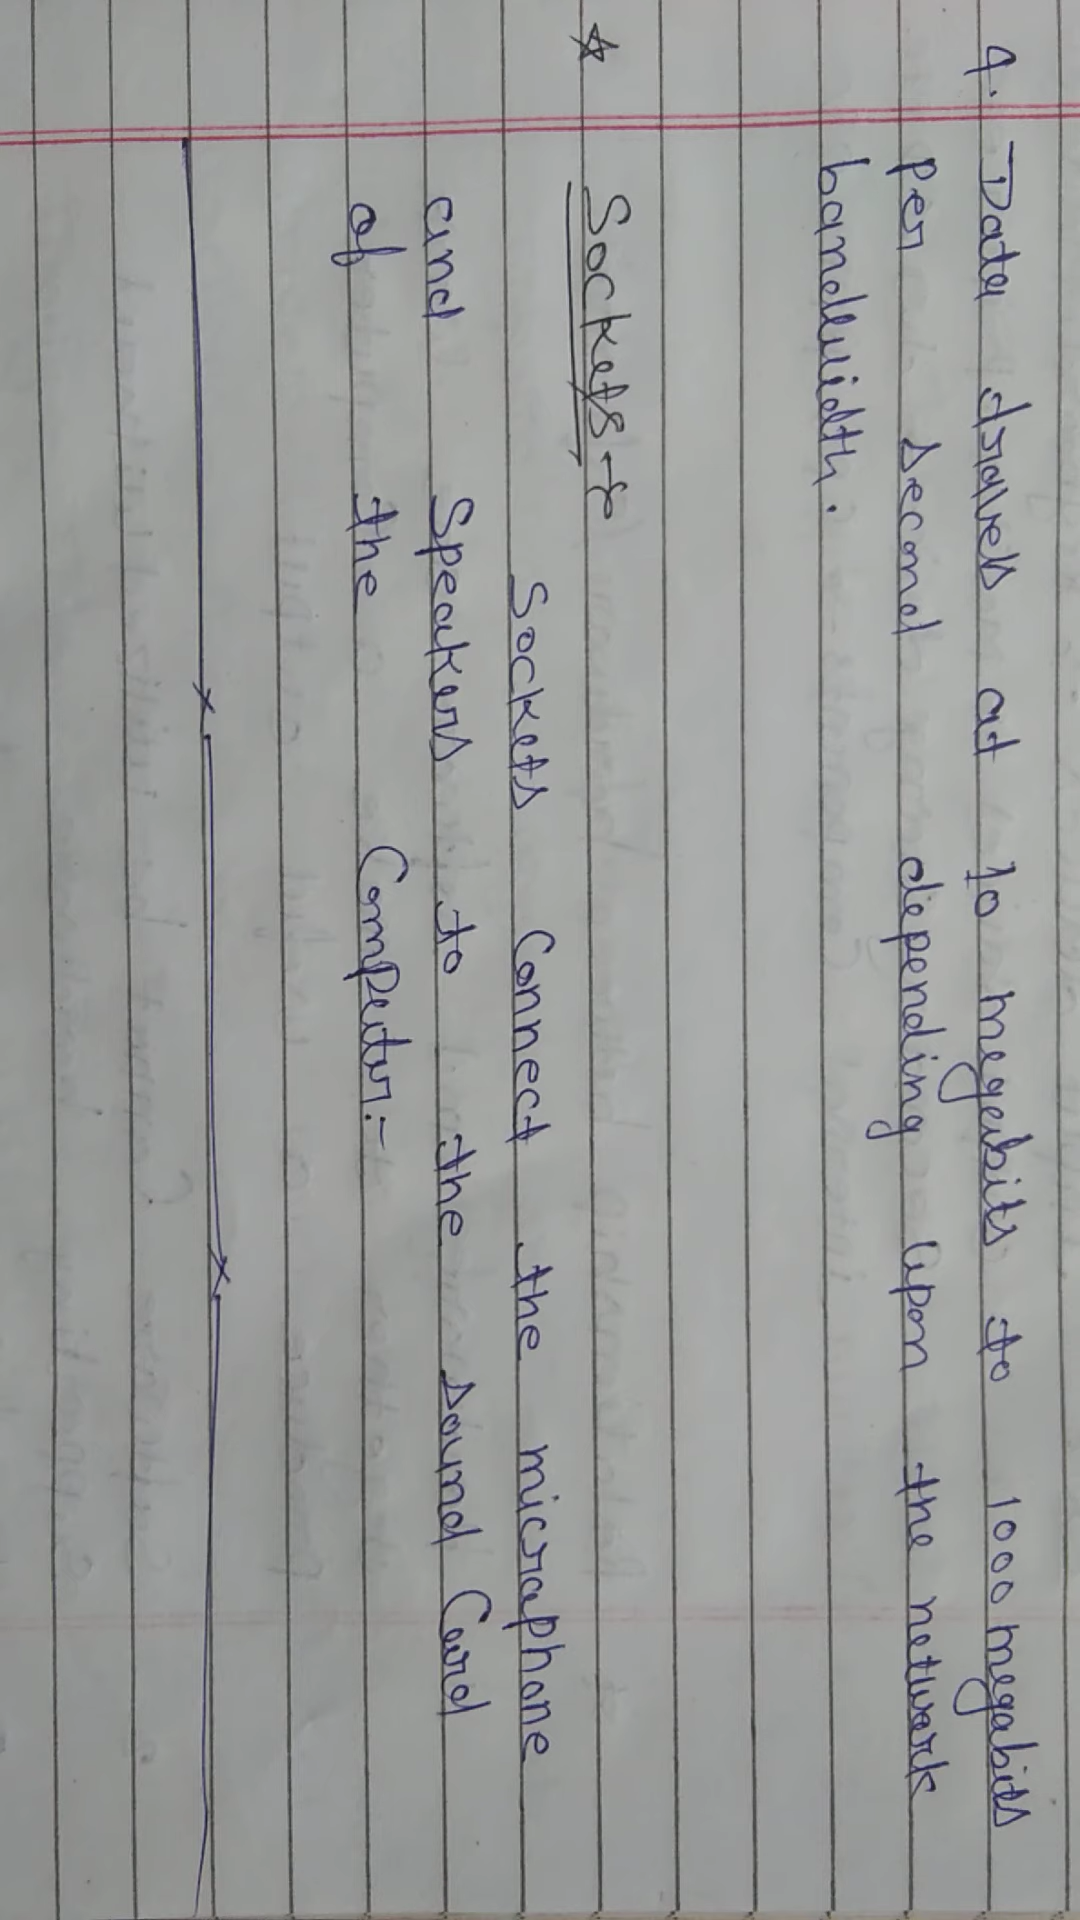 4. Data dravels at 10 megabits to 1000 megabits
per second depending upon the network
bandwidth.
☆ Sockets :-
Sockets Connect the microphone
and Speakers to the sound Card
of the Computer :-